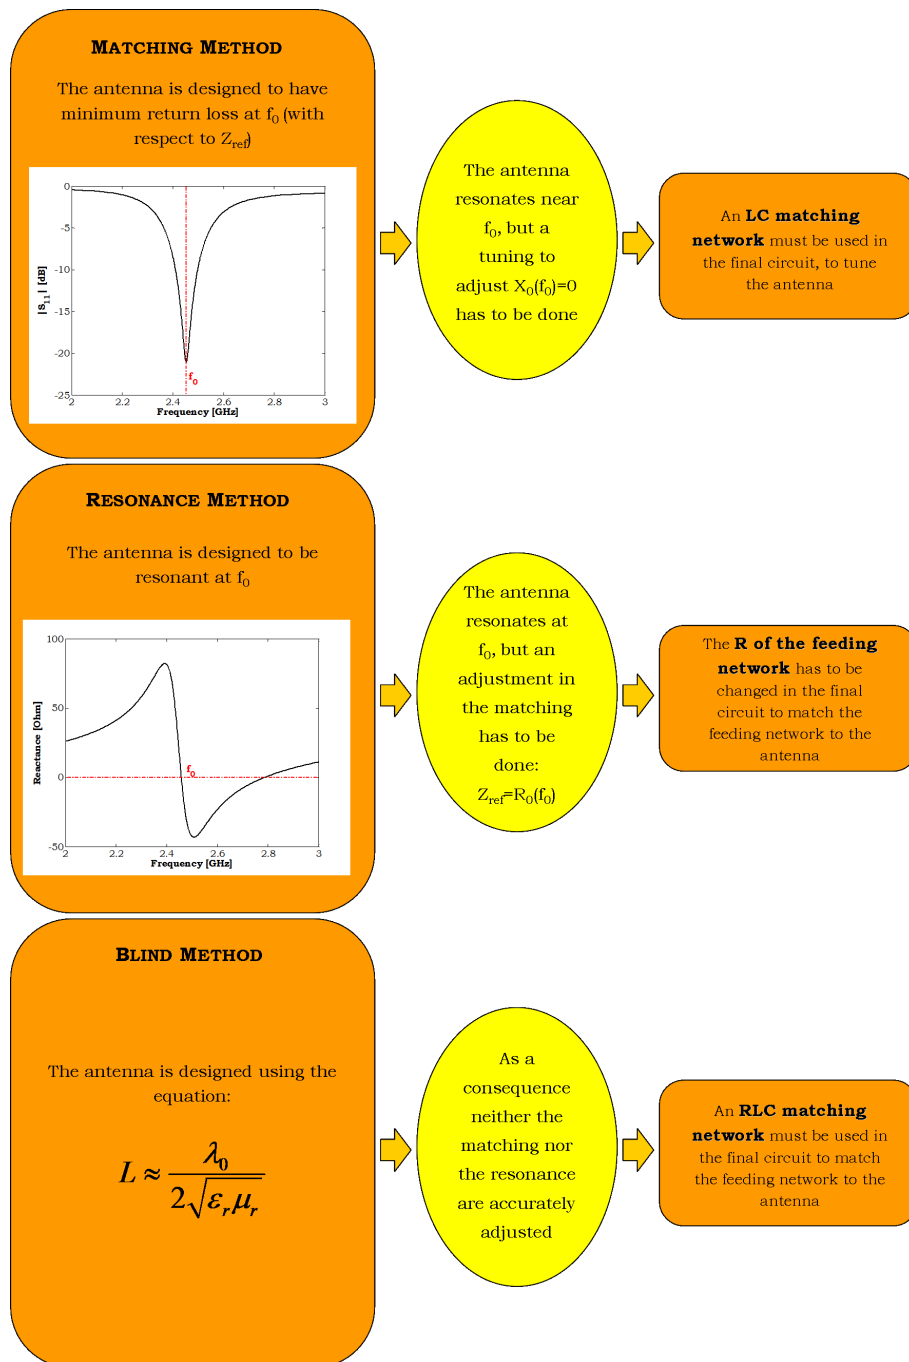 MATCHING METHOD
The antenna is designed to have
minimum return loss at f0 (with
respect to Zref)
0
-5
-10
-15
-20
-25
|S11| [dB]
f0
2
2.2
2.4
2.6
2.8
3
Frequency [GHz]
The antenna
resonates near
f0, but a
tuning to
adjust X0(f0)=0
has to be done
An LC matching
network must be used in
the final circuit, to tune
the antenna
RESONANCE METHOD
The antenna is designed to be
resonant at f0
100
50
0
-50
Reactance [Ohm]
f0
2
2.2
2.4
2.6
2.8
3
Frequency [GHz]
The antenna
resonates at
f0, but an
adjustment in
the matching
has to be
done:
Zref=R0(f0)
The R of the feeding
network has to be
changed in the final
circuit to match the
feeding network to the
antenna
BLIND METHOD
The antenna is designed using the
equation:
L ≈ λ0 / 2√εrμr
As a
consequence
neither the
matching nor
the resonance
are accurately
adjusted
An RLC matching
network must be used in
the final circuit to match
the feeding network to the
antenna